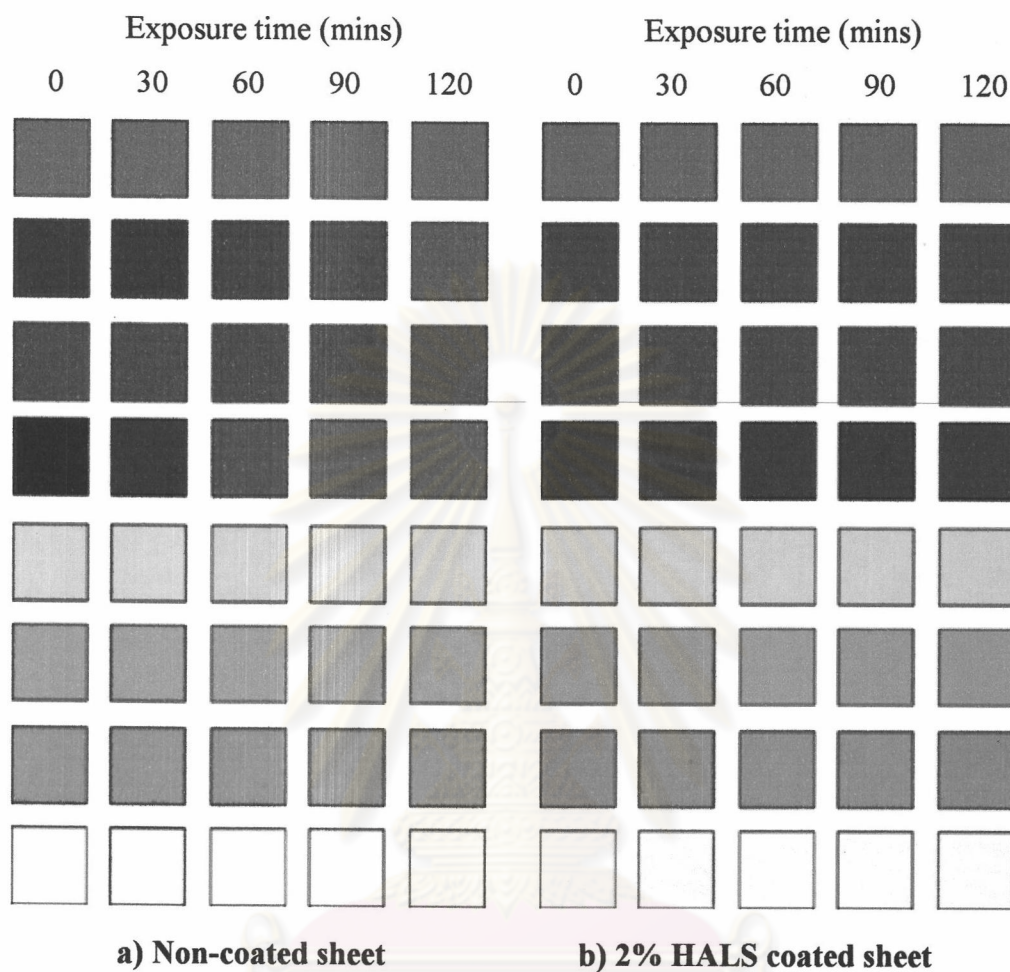 Exposure time (mins)
0 30 60 90 120
Exposure time (mins)
0 30 60 90 120
a) Non-coated sheet
b) 2% HALS coated sheet